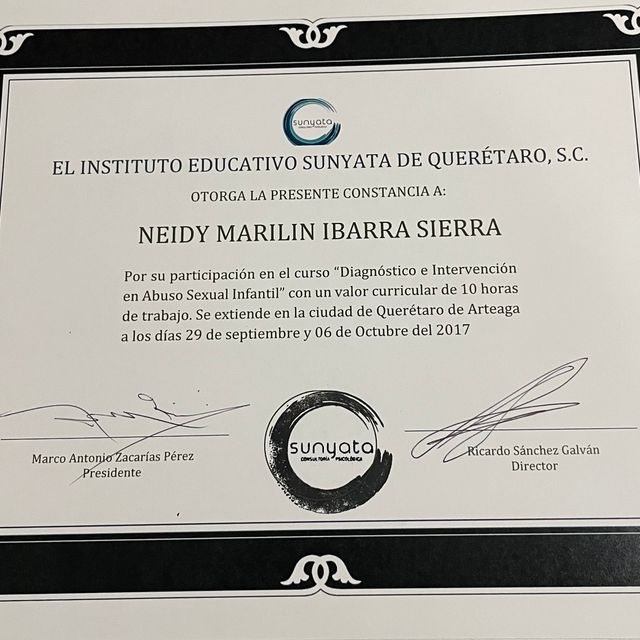 sunyata
EL INSTITUTO EDUCATIVO SUNYATA DE QUERÉTARO, S.C.
OTORGA LA PRESENTE CONSTANCIA A:
NEIDY MARILIN IBARRA SIERRA
Por su participación en el curso “Diagnóstico e Intervención
en Abuso Sexual Infantil” con un valor curricular de 10 horas
de trabajo. Se extiende en la ciudad de Querétaro de Arteaga
a los días 29 de septiembre y 06 de Octubre del 2017
Marco Antonio Zacarías Pérez
Presidente
sunyata
CONSULTORÍA PSICOLÓGICA
Ricardo Sánchez Galván
Director